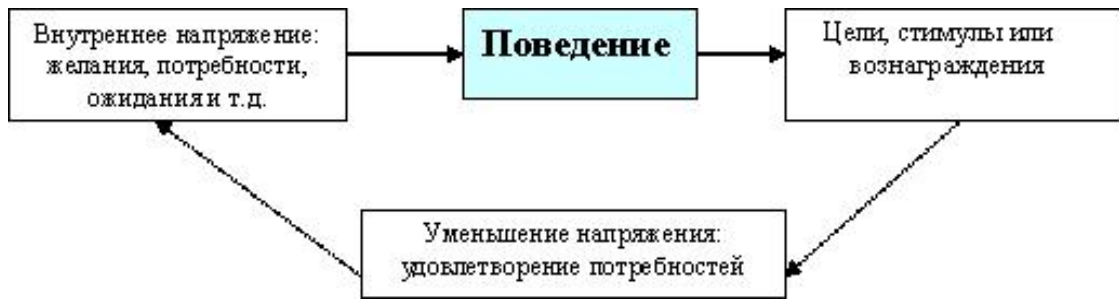 Внутреннее напряжение:
желания, потребности,
ожидания и т.д.
Поведение
Цели, стимулы или
вознаграждения
Уменьшение напряжения:
удовлетворение потребностей